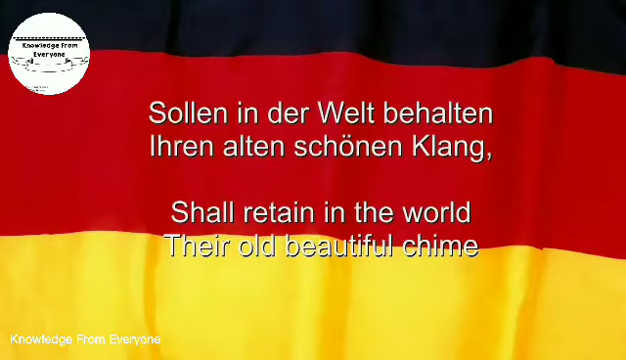 Knowledge From
Everyone
Sollen in der Welt behalten
Ihren alten schönen Klang,
Shall retain in the world
Their old beautiful chime
Knowledge From Everyone